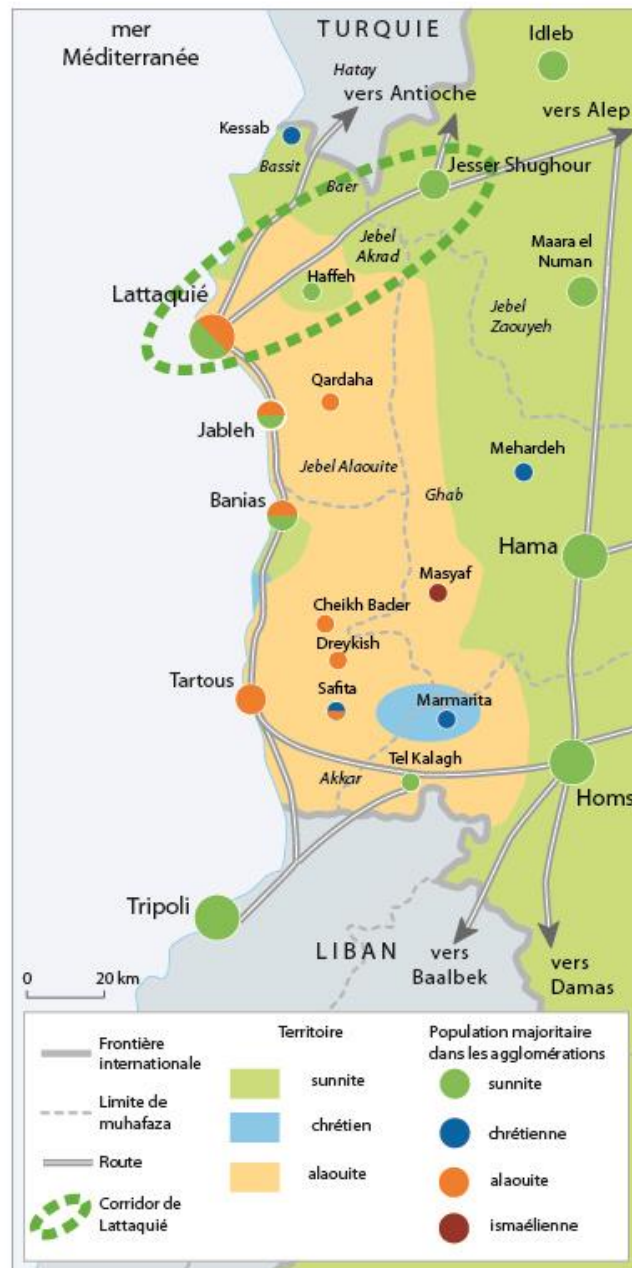 mer
Méditerranée
TURQUIE
Idleb
Hatay
vers Antioche
vers Alep
Kessab
Bassit
Jesser Shughour
Baer
Jebel
Akrad
Maara el
Numan
Lattaquié
Haffeh
Jebel
Zaouyeh
Qardaha
Jableh
Mehardeh
Jebel Alaouite
Ghab
Banias
Hama
Masyaf
Cheikh Bader
Dreykish
Tartous
Safita
Marmarita
Tel Kalagh
Akkar
Homs
Tripoli
LIBAN
vers
Baalbek
vers
Damas
0 20 km
Frontière
internationale
Limite de
muhafaza
Route
Corridor de
Lattaquié
Territoire
sunnite
chrétien
alaouite
Population majoritaire
dans les agglomérations
sunnite
chrétienne
alaouite
ismaélienne